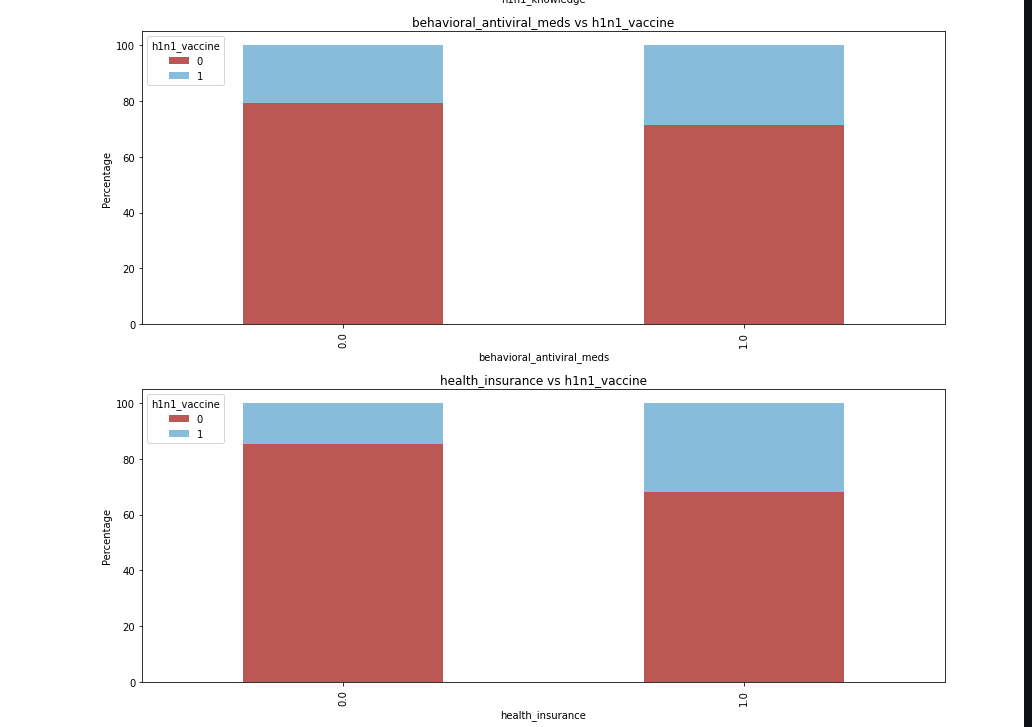 h1n1_knowledge
behavioral_antiviral_meds vs h1n1_vaccine
h1n1_vaccine
0
1
100
80
60
40
20
0
Percentage
0.0
1.0
behavioral_antiviral_meds
health_insurance vs h1n1_vaccine
h1n1_vaccine
0
1
100
80
60
40
20
0
Percentage
0.0
1.0
health_insurance